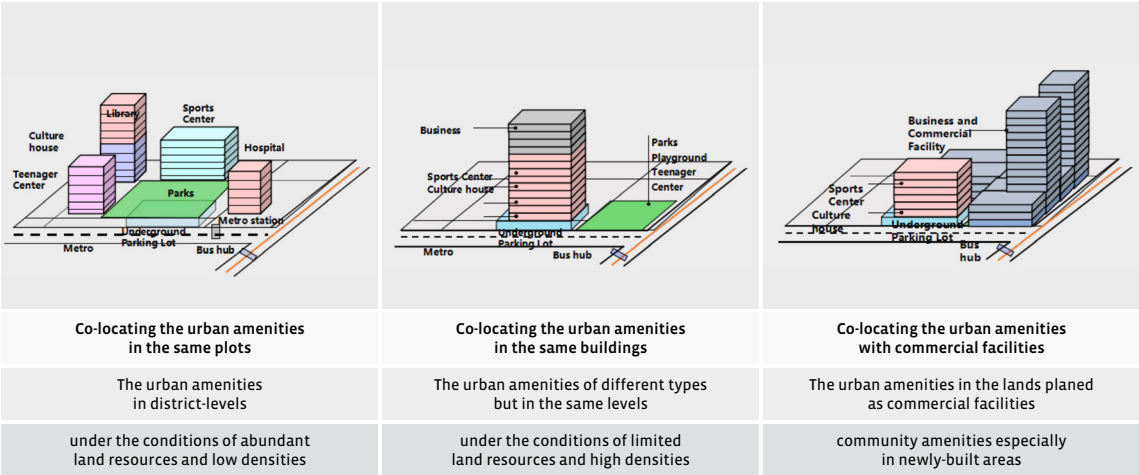 Library
Sports
Center
Culture
house
Hospital
Teenager
Center
Parks
Metro station
Underground
Parking Lot
Metro
Bus hub
Business
Parks
Playground
Teenager
Center
Sports Center
Culture house
Underground
Parking Lot
Metro
Bus hub
Business and
Commercial
Facility
Sports
Center
Culture
house
Underground
Parking Lot
Bus
hub
Co-locating the urban amenities
in the same plots
Co-locating the urban amenities
in the same buildings
Co-locating the urban amenities
with commercial facilities
The urban amenities
in district-levels
The urban amenities of different types
but in the same levels
The urban amenities in the lands planed
as commercial facilities
under the conditions of abundant
land resources and low densities
under the conditions of limited
land resources and high densities
community amenities especially
in newly-built areas